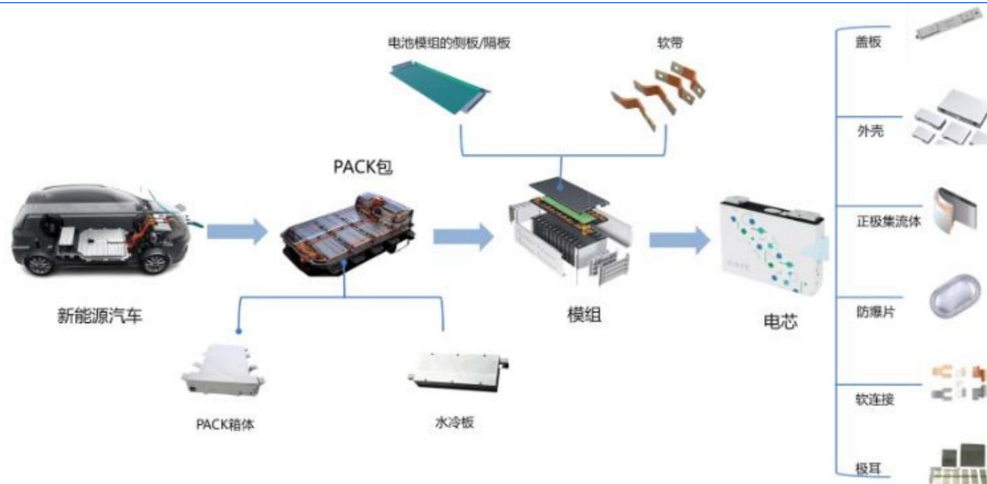 电池模组的侧板/隔板
软带
盖板
外壳
PACK包
正极集流体
新能源汽车
模组
电芯
防爆片
PACK箱体
水冷板
软连接
极耳